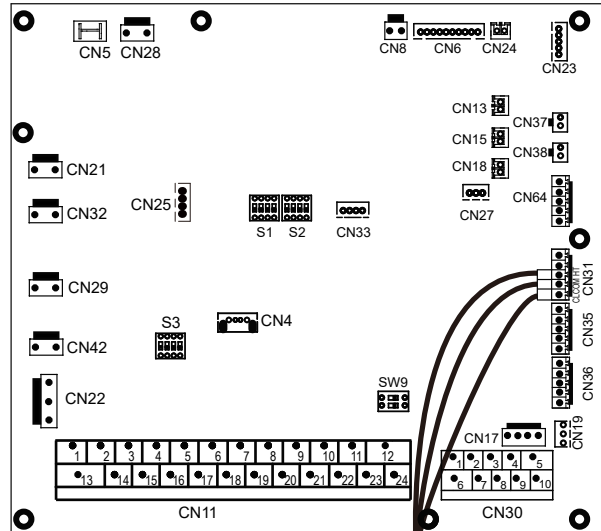 CN5
CN28
CN8
CN6
CN24
CN23
CN13
CN37
CN15
CN38
CN18
CN21
CN32
CN25
S1
S2
CN33
CN27
CN64
CN31
CL COM HT
CN29
CN4
CN35
CN42
S3
CN36
CN22
SW9
CN17
CN19
1 2 3 4 5 6 7 8 9 10 11 12
13 14 15 16 17 18 19 20 21 22 23 24
CN11
1 2 3 4 5
6 7 8 9 10
CN30